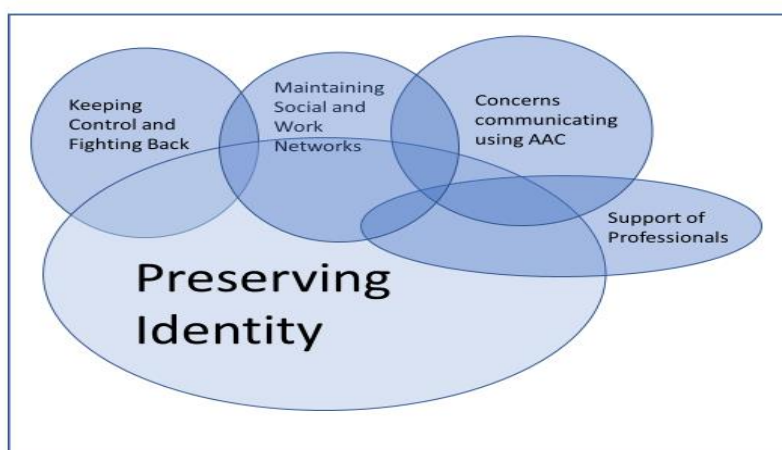 Keeping
Control and
Fighting Back
Maintaining
Social and
Work
Networks
Concerns
communicating
using AAC
Support of
Professionals
Preserving
Identity